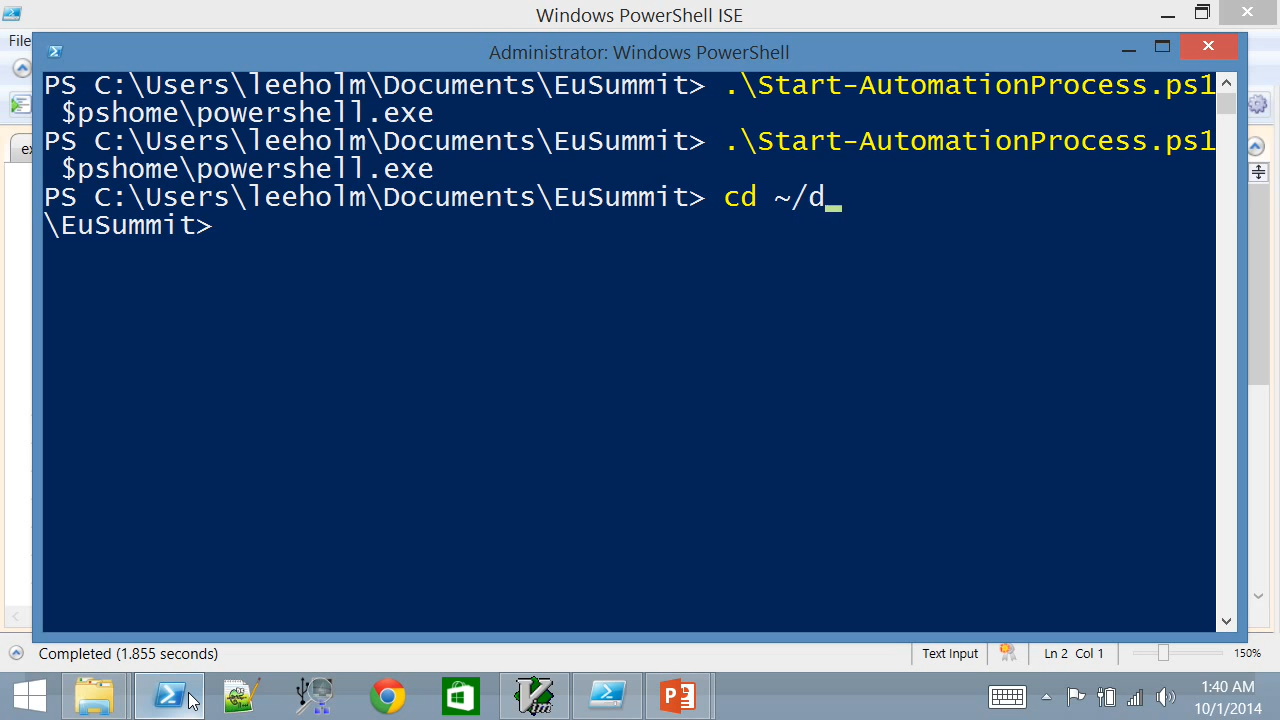 Windows PowerShell ISE
File
Administrator: Windows PowerShell
PS C:\Users\leeholm\Documents\EuSummit> .\Start-AutomationProcess.ps1
$pshome\powershell.exe
PS C:\Users\leeholm\Documents\EuSummit> .\Start-AutomationProcess.ps1
$pshome\powershell.exe
PS C:\Users\leeholm\Documents\EuSummit> cd ~/d_
\EuSummit>
Completed (1.855 seconds)
Text Input
Ln 2 Col 1
150%
1:40 AM
10/1/2014